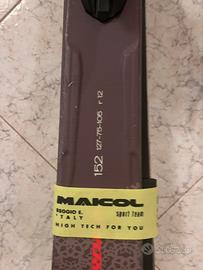 152 127-75-105 r 12
MAICOL
REGGIO E.
ITALY
Sport Team
HIGH TECH FOR YOU